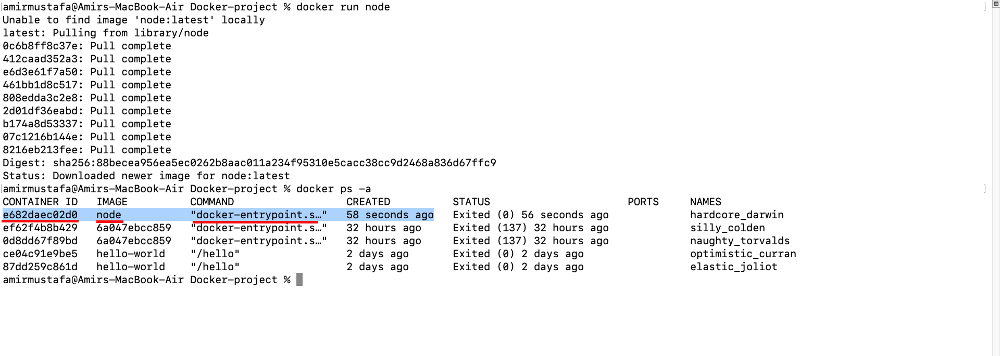 amirmustafa@Amirs-MacBook-Air Docker-project % docker run node
Unable to find image 'node:latest' locally
latest: Pulling from library/node
0c6b8ff8c37e: Pull complete
412caad352a3: Pull complete
e6d3e61f7a50: Pull complete
461bb1d8c517: Pull complete
808edda3c2e8: Pull complete
2d01df36eabd: Pull complete
b174a8d53337: Pull complete
07c1216b144e: Pull complete
8216eb213fee: Pull complete
Digest: sha256:88becea956ea5ec0262b8aac011a234f95310e5cacc38cc9d2468a836d67ffc9
Status: Downloaded newer image for node:latest
amirmustafa@Amirs-MacBook-Air Docker-project % docker ps -a
CONTAINER ID   IMAGE          COMMAND                  CREATED          STATUS                      PORTS     NAMES
e682daec02d0   node           "docker-entrypoint.s…"   58 seconds ago   Exited (0) 56 seconds ago             hardcore_darwin
ef62f4b8b429   6a047ebcc859   "docker-entrypoint.s…"   32 hours ago     Exited (137) 32 hours ago             silly_colden
0d8dd67f89bd   6a047ebcc859   "docker-entrypoint.s…"   32 hours ago     Exited (137) 32 hours ago             naughty_torvalds
ce04c91e9be5   hello-world    "/hello"                 2 days ago       Exited (0) 2 days ago                 optimistic_curran
87dd259c861d   hello-world    "/hello"                 2 days ago       Exited (0) 2 days ago                 elastic_joliot
amirmustafa@Amirs-MacBook-Air Docker-project %